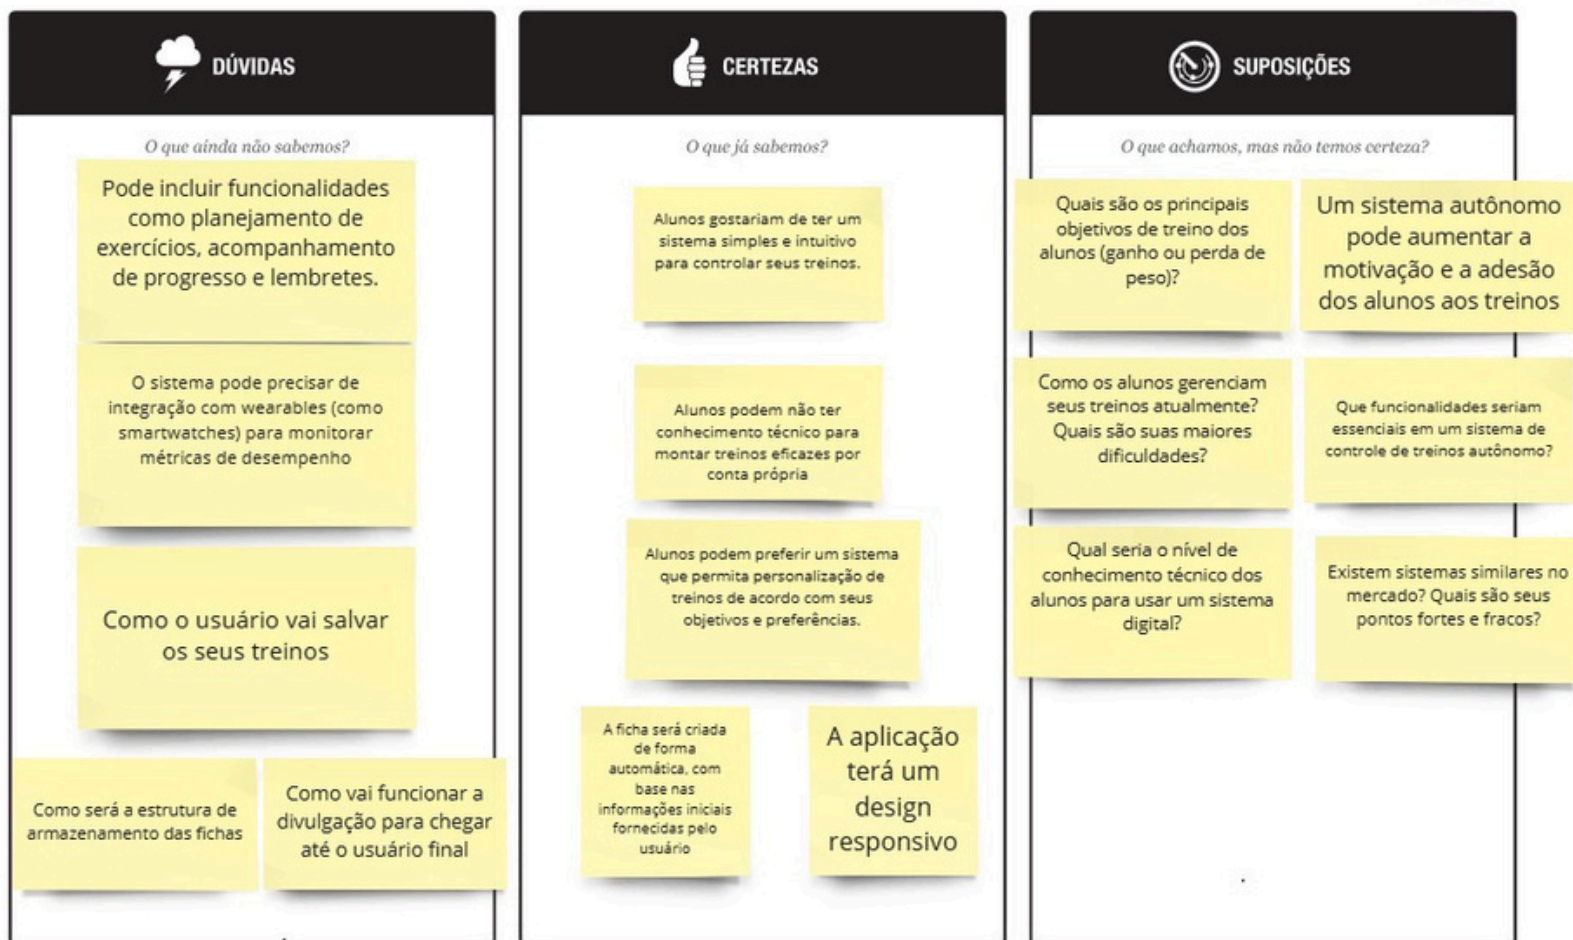 DÚVIDAS
O que ainda não sabemos?
Pode incluir funcionalidades
como planejamento de
exercícios, acompanhamento
de progresso e lembretes.
O sistema pode precisar de
integração com wearables (como
smartwatches) para monitorar
métricas de desempenho
Como o usuário vai salvar
os seus treinos
Como será a estrutura de
armazenamento das fichas
Como vai funcionar a
divulgação para chegar
até o usuário final
CERTEZAS
O que já sabemos?
Alunos gostariam de ter um
sistema simples e intuitivo
para controlar seus treinos.
Alunos podem não ter
conhecimento técnico para
montar treinos eficazes por
conta própria
Alunos podem preferir um sistema
que permita personalização de
treinos de acordo com seus
objetivos e preferências.
A ficha será criada
de forma
automática, com
base nas
informações iniciais
fornecidas pelo
usuário
A aplicação
terá um
design
responsivo
SUPOSIÇÕES
O que achamos, mas não temos certeza?
Quais são os principais
objetivos de treino dos
alunos (ganho ou perda de
peso)?
Um sistema autônomo
pode aumentar a
motivação e a adesão
dos alunos aos treinos
Como os alunos gerenciam
seus treinos atualmente?
Quais são suas maiores
dificuldades?
Que funcionalidades seriam
essenciais em um sistema de
controle de treinos autônomo?
Qual seria o nível de
conhecimento técnico dos
alunos para usar um sistema
digital?
Existem sistemas similares no
mercado? Quais são seus
pontos fortes e fracos?